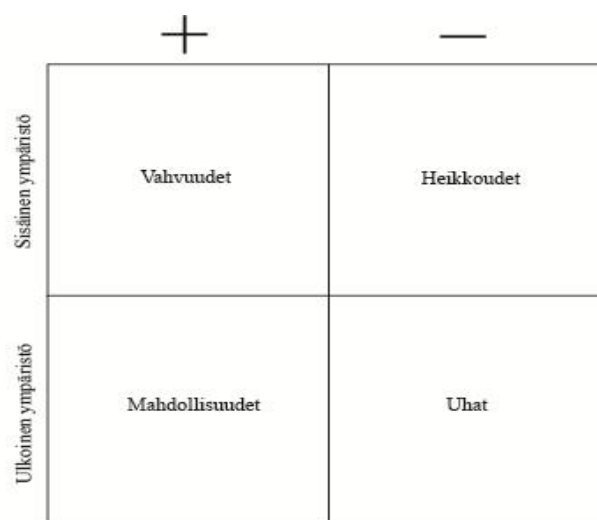 + —
Sisäinen ympäristö
Vahvuudet
Heikkoudet
Ulkoinen ympäristö
Mahdollisuudet
Uhat